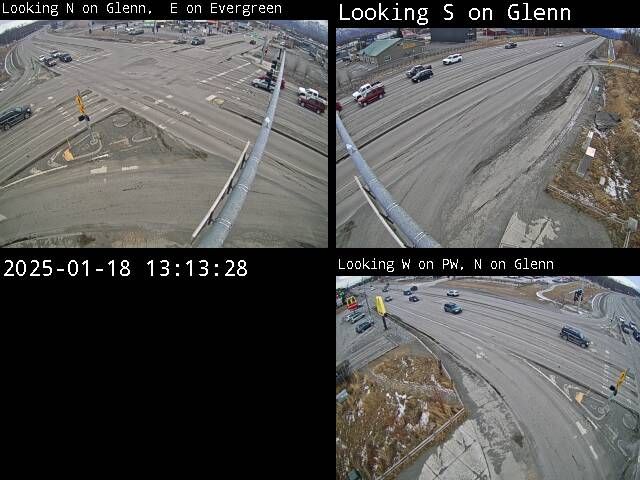 Looking N on Glenn, E on Evergreen
Looking S on Glenn
2025-01-18 13:13:28
Looking W on PW, N on Glenn